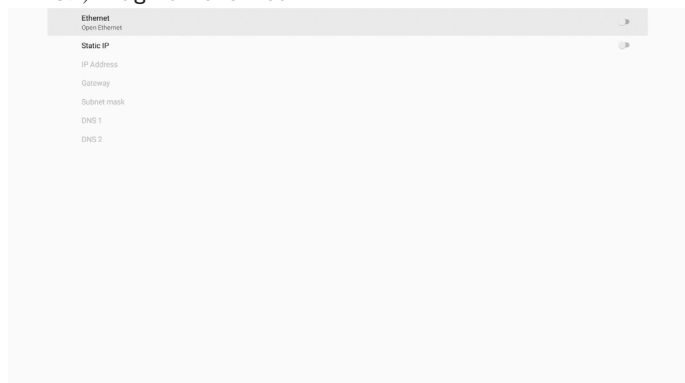 Ethernet
Open Ethernet
Static IP
IP Address
Gateway
Subnet mask
DNS 1
DNS 2